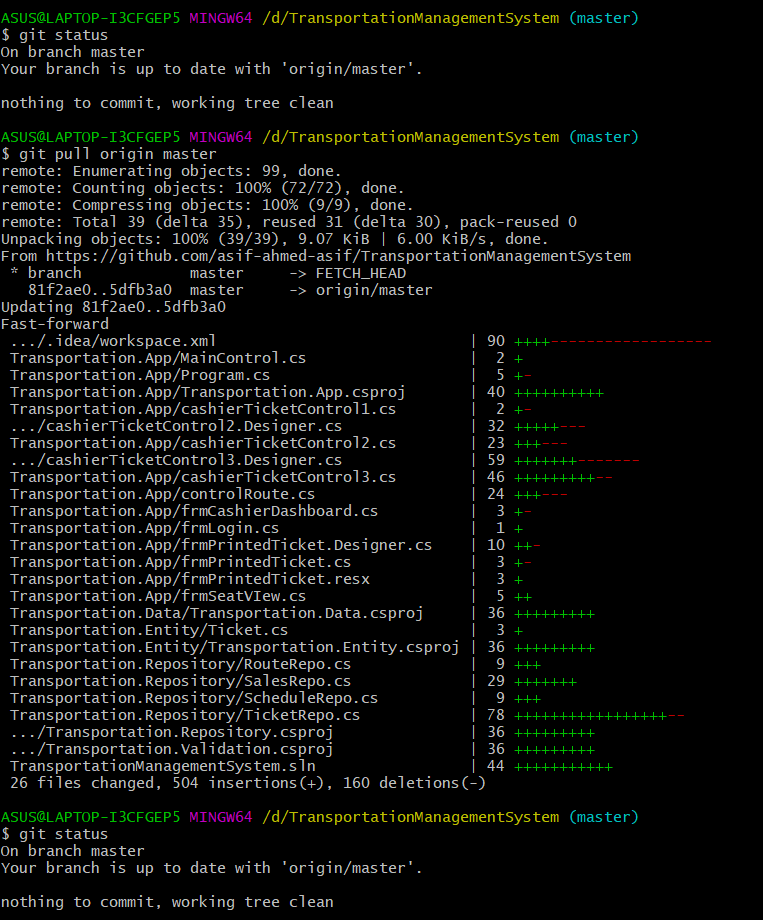 ASUS@LAPTOP-I3CFGEP5 MINGW64 /d/TransportationManagementSystem (master)
$ git status
On branch master
Your branch is up to date with 'origin/master'.
nothing to commit, working tree clean
ASUS@LAPTOP-I3CFGEP5 MINGW64 /d/TransportationManagementSystem (master)
$ git pull origin master
remote: Enumerating objects: 99, done.
remote: Counting objects: 100% (72/72), done.
remote: Compressing objects: 100% (9/9), done.
remote: Total 39 (delta 35), reused 31 (delta 30), pack-reused 0
Unpacking objects: 100% (39/39), 9.07 KiB | 6.00 KiB/s, done.
From https://github.com/asif-ahmed-asif/TransportationManagementSystem
 * branch            master     -> FETCH_HEAD
   81f2ae0..5dfb3a0  master     -> origin/master
Updating 81f2ae0..5dfb3a0
Fast-forward
 .../.idea/workspace.xml                            | 90 ++++------------------
 Transportation.App/MainControl.cs                  |  2 +
 Transportation.App/Program.cs                      |  5 +-
 Transportation.App/Transportation.App.csproj       | 40 ++++++++++
 Transportation.App/cashierTicketControl1.cs        |  2 +-
 .../cashierTicketControl2.Designer.cs              | 32 +++++---
 Transportation.App/cashierTicketControl2.cs        | 23 +++---
 .../cashierTicketControl3.Designer.cs              | 59 +++++++-------
 Transportation.App/cashierTicketControl3.cs        | 46 +++++++++--
 Transportation.App/controlRoute.cs                 | 24 +++---
 Transportation.App/frmCashierDashboard.cs          |  3 +-
 Transportation.App/frmLogin.cs                     |  1 +
 Transportation.App/frmPrintedTicket.Designer.cs    | 10 ++-
 Transportation.App/frmPrintedTicket.cs             |  3 +-
 Transportation.App/frmPrintedTicket.resx           |  3 +
 Transportation.App/frmSeatVIew.cs                  |  5 ++
 Transportation.Data/Transportation.Data.csproj     | 36 +++++++++
 Transportation.Entity/Ticket.cs                    |  3 +
 Transportation.Entity/Transportation.Entity.csproj | 36 +++++++++
 Transportation.Repository/RouteRepo.cs             |  9 +++
 Transportation.Repository/SalesRepo.cs             | 29 +++++++
 Transportation.Repository/ScheduleRepo.cs          |  9 +++
 Transportation.Repository/TicketRepo.cs            | 78 +++++++++++++++++--
 .../Transportation.Repository.csproj               | 36 +++++++++
 .../Transportation.Validation.csproj               | 36 +++++++++
 TransportationManagementSystem.sln                 | 44 +++++++++++
 26 files changed, 504 insertions(+), 160 deletions(-)
ASUS@LAPTOP-I3CFGEP5 MINGW64 /d/TransportationManagementSystem (master)
$ git status
On branch master
Your branch is up to date with 'origin/master'.
nothing to commit, working tree clean